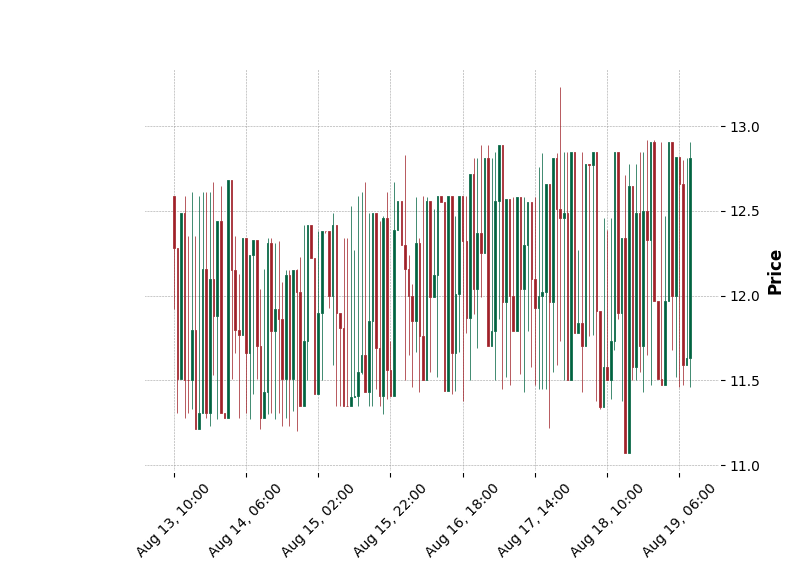 13.0
12.5
12.0
11.5
11.0
Price
Aug 13, 10:00
Aug 14, 06:00
Aug 15, 02:00
Aug 15, 22:00
Aug 16, 18:00
Aug 17, 14:00
Aug 18, 10:00
Aug 19, 06:00